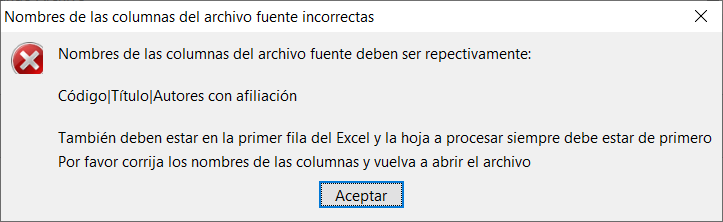 Nombres de las columnas del archivo fuente incorrectas
Nombres de las columnas del archivo fuente deben ser repectivamente:
Código|Título|Autores con afiliación
También deben estar en la primer fila del Excel y la hoja a procesar siempre debe estar de primero
Por favor corrija los nombres de las columnas y vuelva a abrir el archivo
Aceptar